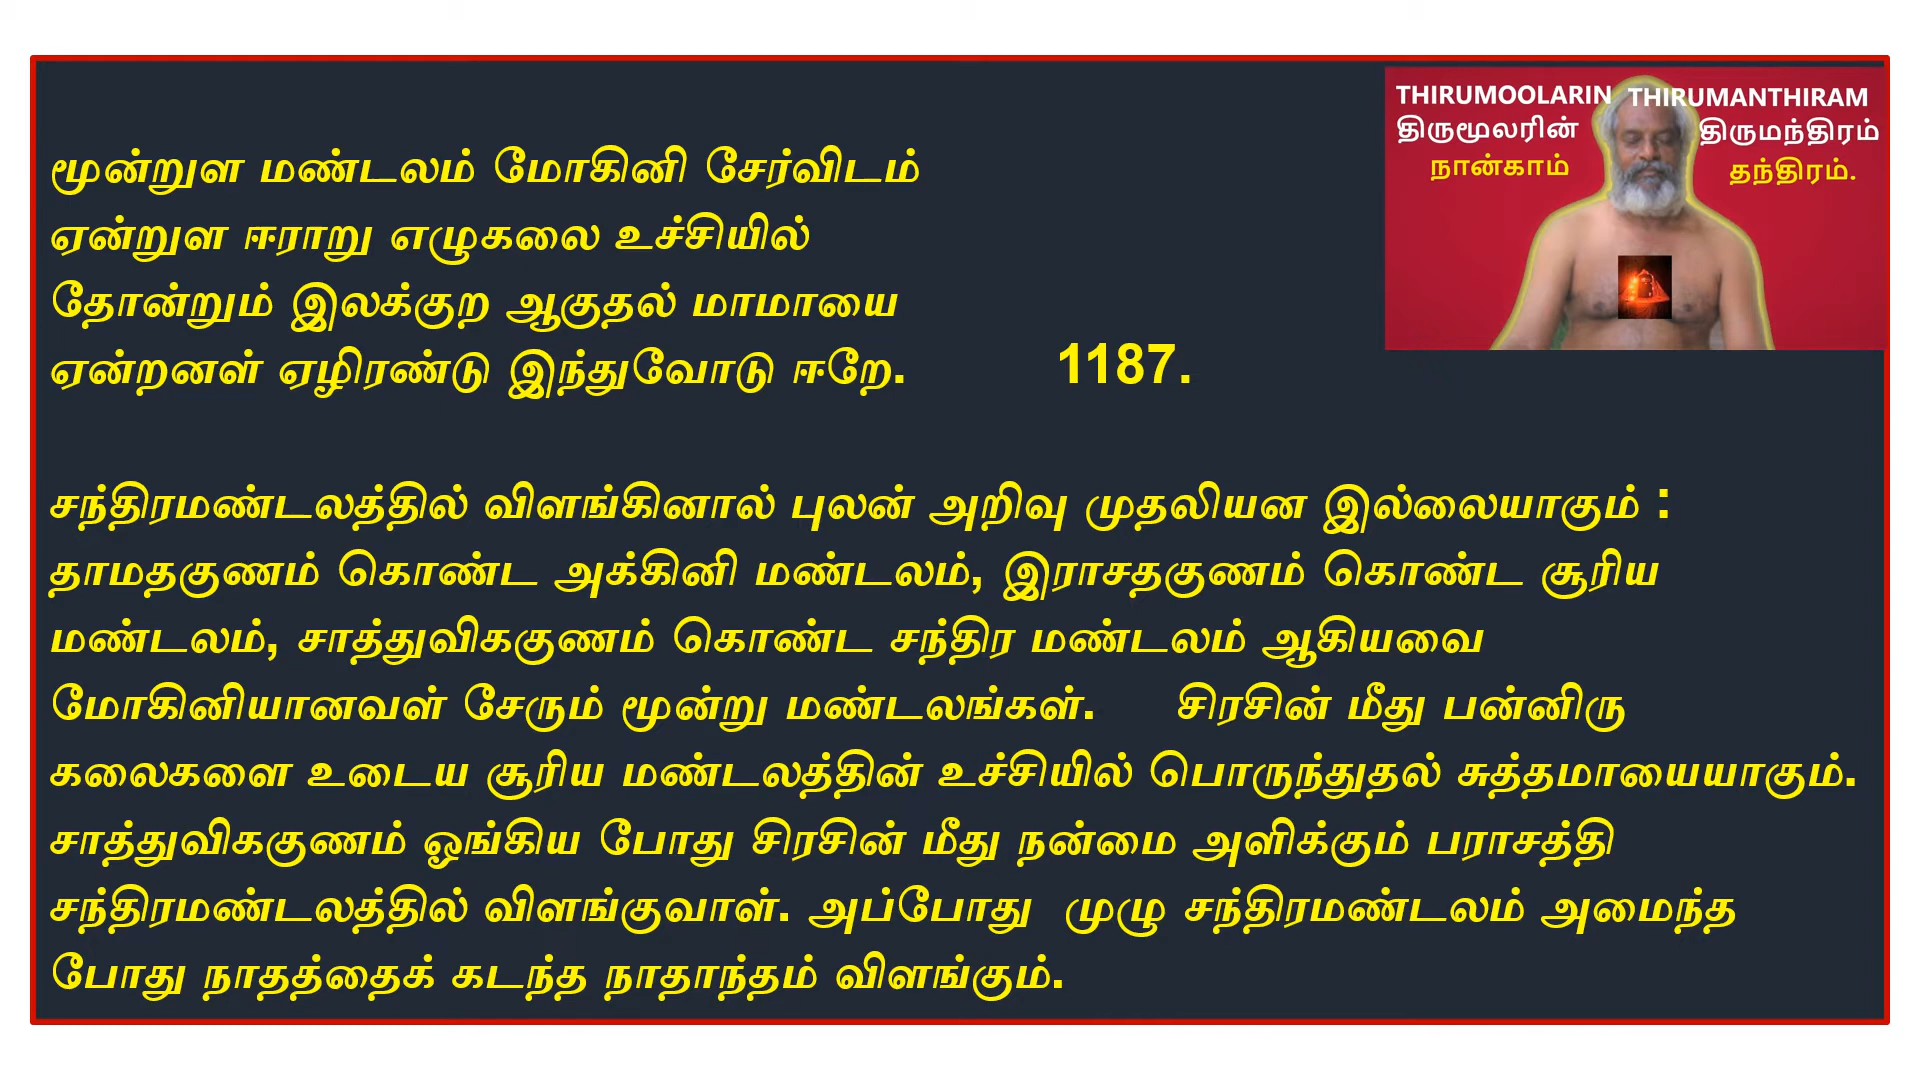 THIRUMOOLARIN THIRUMANTHIRAM
திருமூலரின் திருமந்திரம்
நான்காம் தந்திரம்.
மூன்றுள மண்டலம் மோகினி சேர்விடம்
ஏன்றுள ஈராறு எழுகலை உச்சியில்
தோன்றும் இலக்குற ஆகுதல் மாமாயை
ஏன்றனள் ஏழிரண்டு இந்துவோடு ஈறே. 1187.
சந்திரமண்டலத்தில் விளங்கினால் புலன் அறிவு முதலியன இல்லையாகும் :
தாமதகுணம் கொண்ட அக்கினி மண்டலம், இராசதகுணம் கொண்ட சூரிய
மண்டலம், சாத்துவிககுணம் கொண்ட சந்திர மண்டலம் ஆகியவை
மோகினியானவள் சேரும் மூன்று மண்டலங்கள். சிரசின் மீது பன்னிரு
கலைகளை உடைய சூரிய மண்டலத்தின் உச்சியில் பொருந்துதல் சுத்தமாயையாகும்.
சாத்துவிககுணம் ஓங்கிய போது சிரசின் மீது நன்மை அளிக்கும் பராசத்தி
சந்திரமண்டலத்தில் விளங்குவாள். அப்போது முழு சந்திரமண்டலம் அமைந்த
போது நாதத்தைக் கடந்த நாதாந்தம் விளங்கும்.